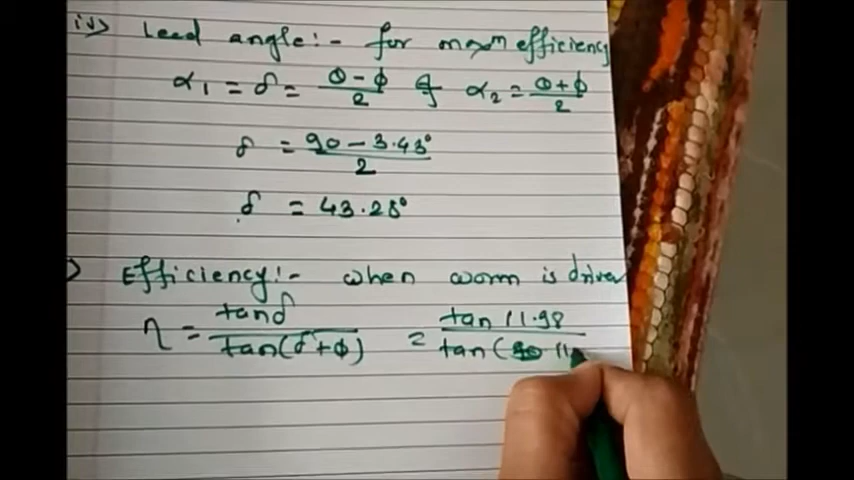 iv) Lead angle:- for maxm efficiency
α₁ = δ = (θ-ϕ)/2 & α₂ = (θ+ϕ)/2
δ = (90-3.43°)/2
δ = 43.28°
) Efficiency:- when worm is driver
η = tanδ/tan(δ+ϕ) = tan 11.98/tan(11